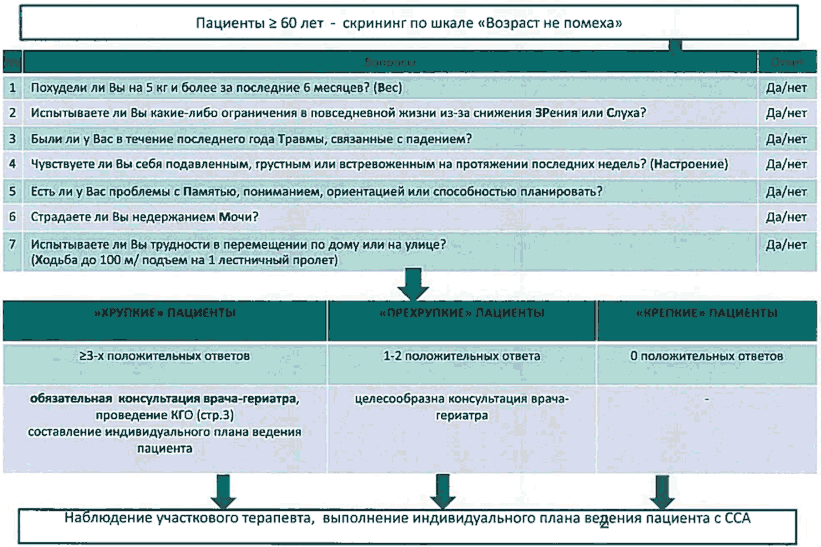 Пациенты ≥ 60 лет - скрининг по шкале «Возраст не помеха»
Вопросы Ответ
1 Похудели ли Вы на 5 кг и более за последние 6 месяцев? (Вес) Да/нет
2 Испытываете ли Вы какие-либо ограничения в повседневной жизни из-за снижения ЗРения или Слуха? Да/нет
3 Были ли у Вас в течение последнего года Травмы, связанные с падением? Да/нет
4 Чувствуете ли Вы себя подавленным, грустным или встревоженным на протяжении последних недель? (Настроение) Да/нет
5 Есть ли у Вас проблемы с Памятью, пониманием, ориентацией или способностью планировать? Да/нет
6 Страдаете ли Вы недержанием Мочи? Да/нет
7 Испытываете ли Вы трудности в перемещении по дому или на улице? Да/нет
(Ходьба до 100 м/ подъем на 1 лестничный пролет)
«ХРУПКИЕ» ПАЦИЕНТЫ «ПРЕХРУПКИЕ» ПАЦИЕНТЫ «КРЕПКИЕ» ПАЦИЕНТЫ
≥3-х положительных ответов 1-2 положительных ответа 0 положительных ответов
обязательная консультация врача-гериатра, целесообразна консультация врача- -
проведение КГО (стр.3) гериатра
составление индивидуального плана ведения
пациента
Наблюдение участкового терапевта, выполнение индивидуального плана ведения пациента с ССА
2